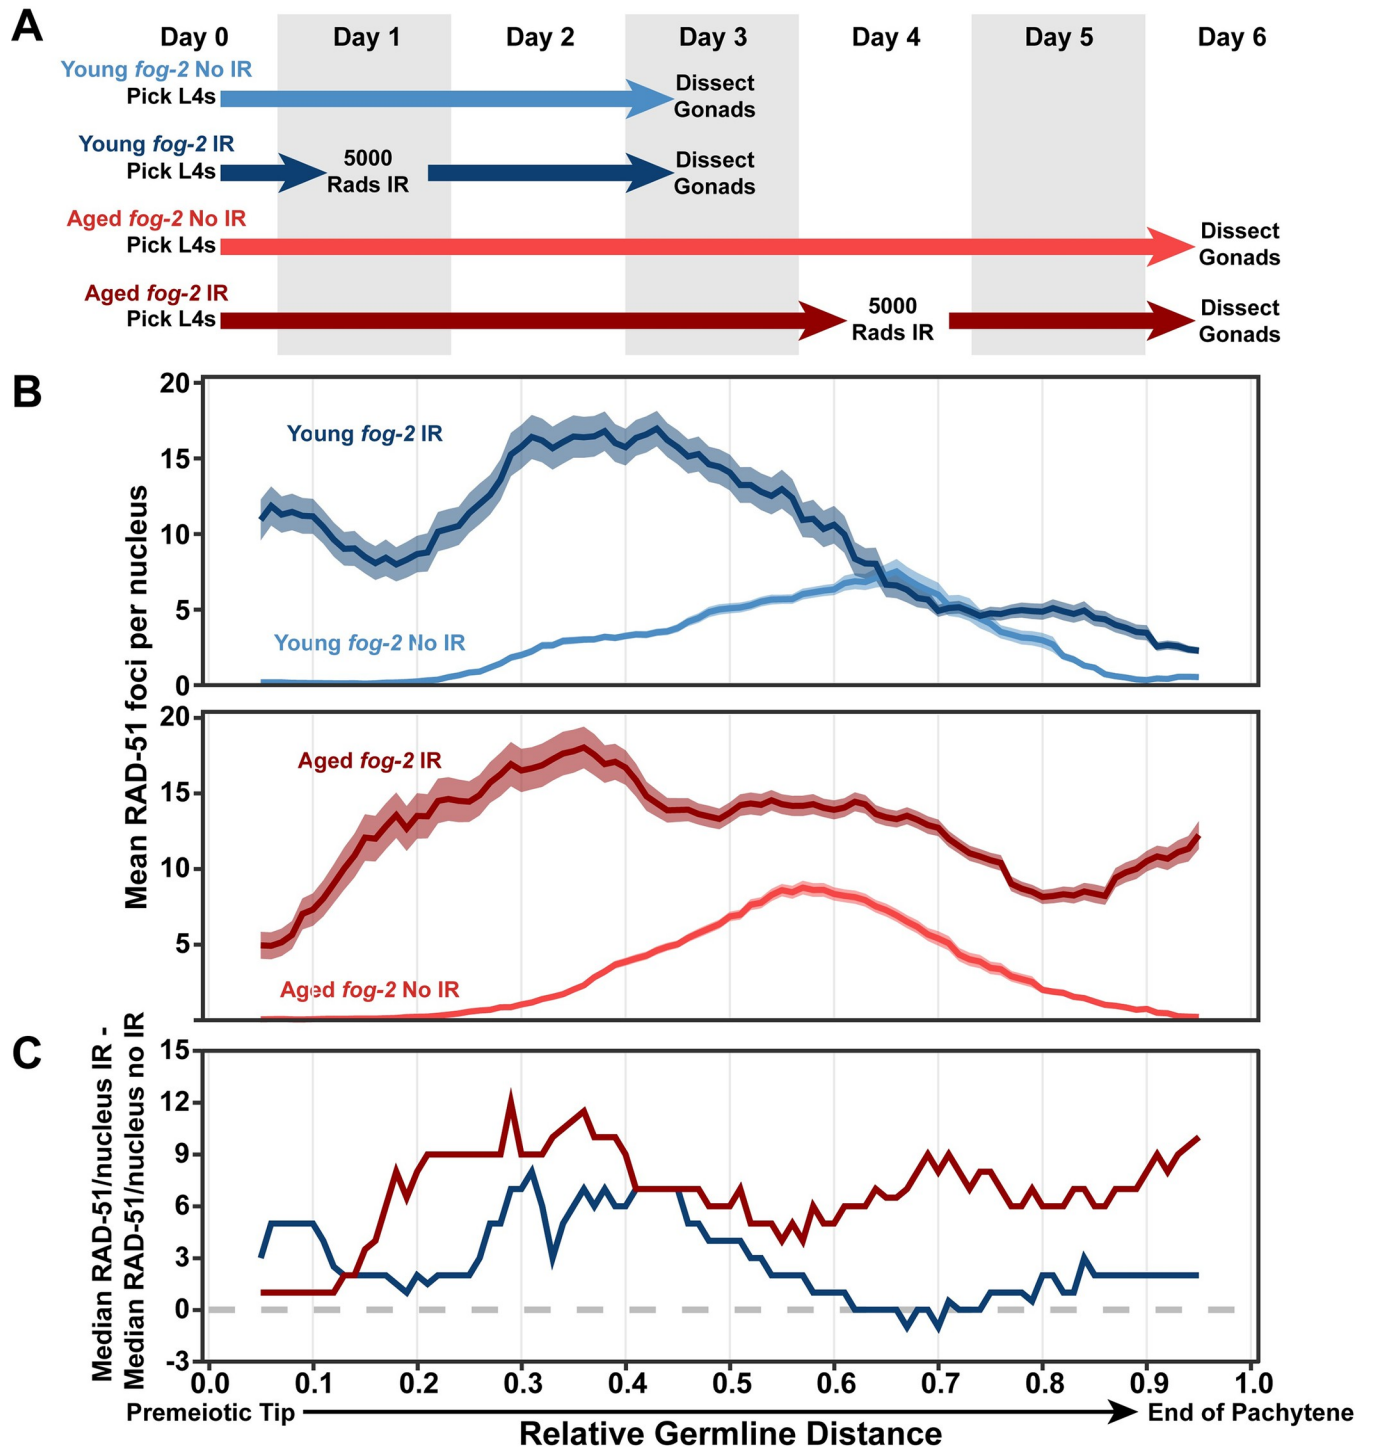 A
Day 0 Day 1 Day 2 Day 3 Day 4 Day 5 Day 6
Young fog-2 No IR
Pick L4s
Dissect
Gonads
Young fog-2 IR
Pick L4s
5000
Rads IR
Dissect
Gonads
Aged fog-2 No IR
Pick L4s
Dissect
Gonads
Aged fog-2 IR
Pick L4s
5000
Rads IR
Dissect
Gonads
B
Mean RAD-51 foci per nucleus
20
15
10
5
0
Young fog-2 IR
Young fog-2 No IR
20
15
10
5
Aged fog-2 IR
Aged fog-2 No IR
C
Median RAD-51/nucleus IR -
Median RAD-51/nucleus no IR
15
12
9
6
3
0
-3
0.0 0.1 0.2 0.3 0.4 0.5 0.6 0.7 0.8 0.9 1.0
Premeiotic Tip End of Pachytene
Relative Germline Distance